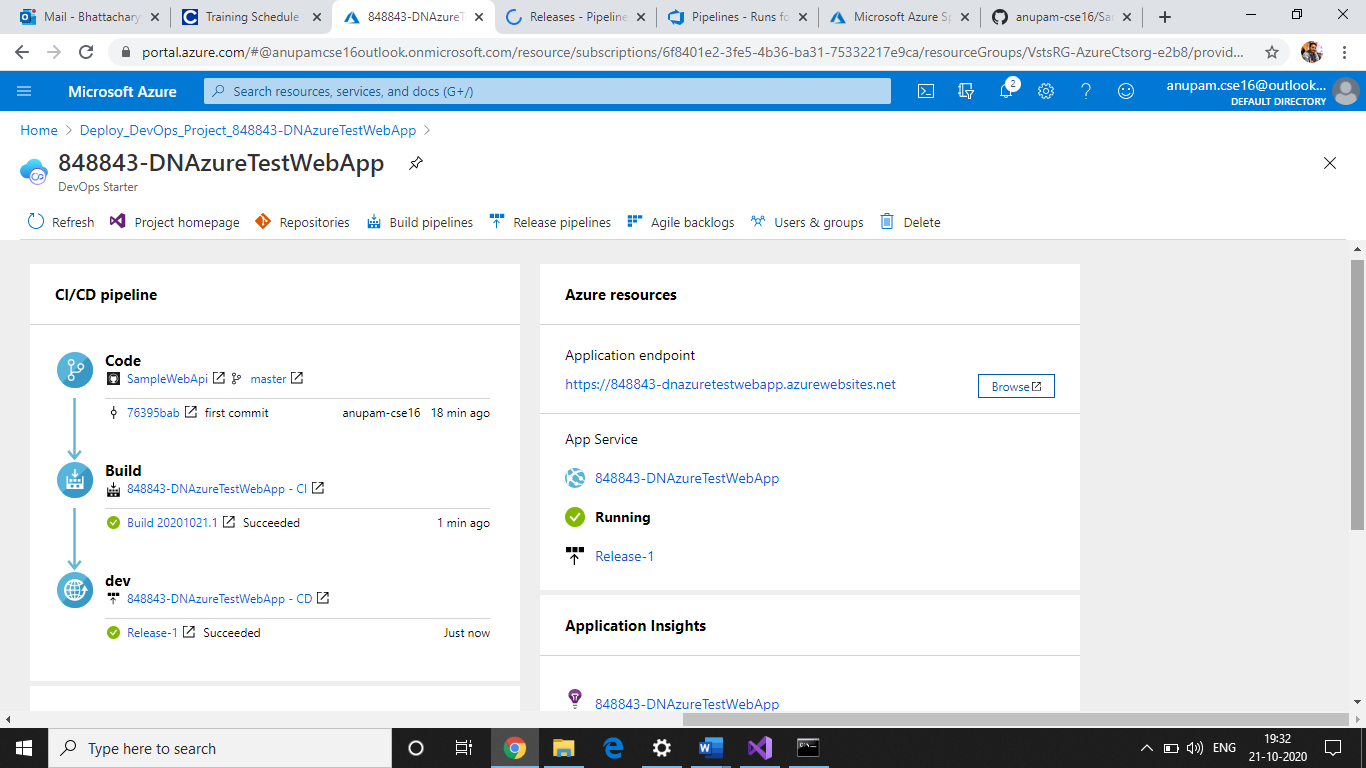 Mail - Bhattachary
Training Schedule
848843-DNAzureT
Releases - Pipeline
Pipelines - Runs fo
Microsoft Azure Sp
anupam-cse16/Sa
portal.azure.com/#@anupamcse16outlook.onmicrosoft.com/resource/subscriptions/6f8401e2-3fe5-4b36-ba31-75332217e9ca/resourceGroups/VstsRG-AzureCtsorg-e2b8/provid...
Microsoft Azure
Search resources, services, and docs (G+/)
2
anupam.cse16@outlook...
DEFAULT DIRECTORY
Home > Deploy_DevOps_Project_848843-DNAzureTestWebApp >
848843-DNAzureTestWebApp
DevOps Starter
Refresh Project homepage Repositories Build pipelines Release pipelines Agile backlogs Users & groups Delete
CI/CD pipeline
Code
SampleWebApi master
76395bab first commit anupam-cse16 18 min ago
Build
848843-DNAzureTestWebApp - CI
Build 20201021.1 Succeeded 1 min ago
dev
848843-DNAzureTestWebApp - CD
Release-1 Succeeded Just now
Azure resources
Application endpoint
https://848843-dnazuretestwebapp.azurewebsites.net Browse
App Service
848843-DNAzureTestWebApp
Running
Release-1
Application Insights
848843-DNAzureTestWebApp
Type here to search
ENG
19:32
21-10-2020